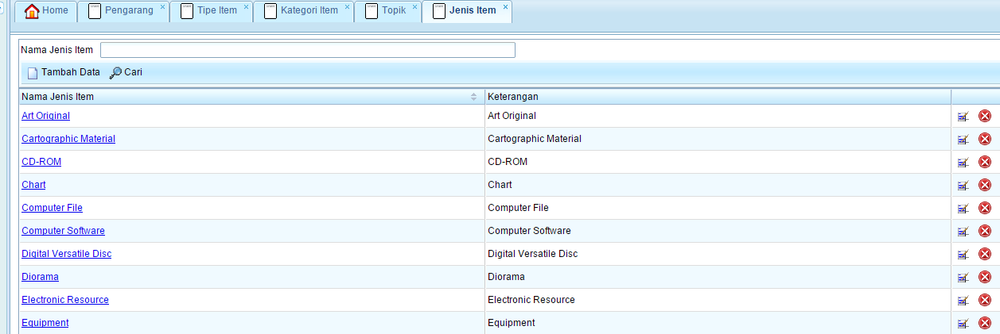 Home Pengarang Tipe Item Kategori Item Topik Jenis Item
Nama Jenis Item
Tambah Data Cari
Nama Jenis Item Keterangan
Art Original Art Original
Cartographic Material Cartographic Material
CD-ROM CD-ROM
Chart Chart
Computer File Computer File
Computer Software Computer Software
Digital Versatile Disc Digital Versatile Disc
Diorama Diorama
Electronic Resource Electronic Resource
Equipment Equipment